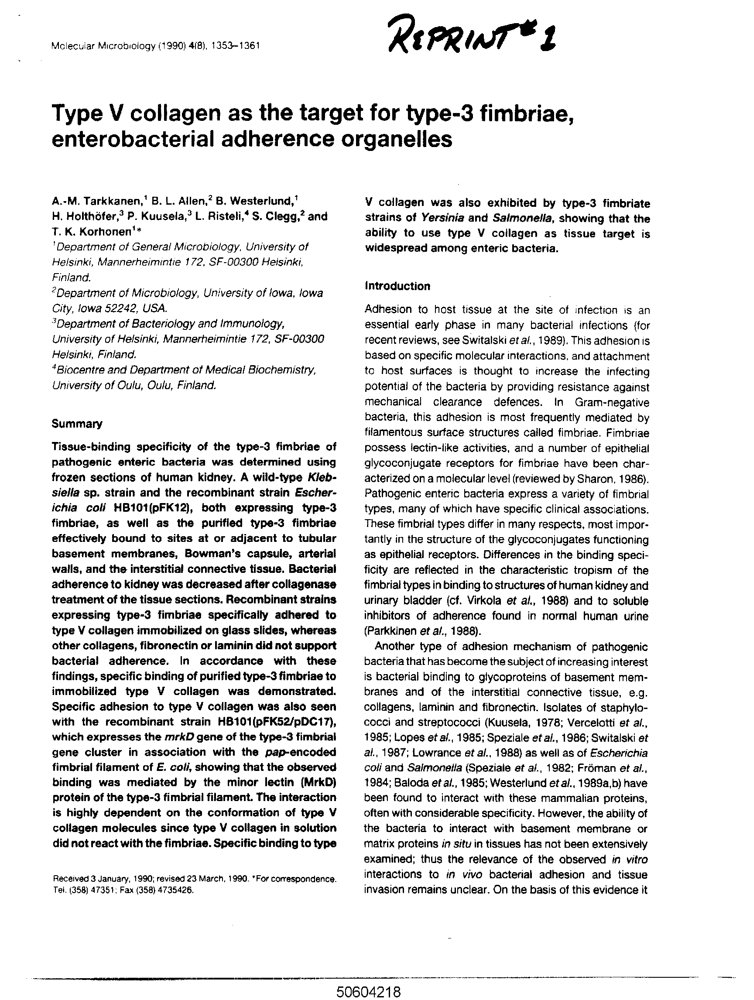 Molecular Microbiology (1990) 4(8), 1353–1361
REPRINT # 1
Type V collagen as the target for type-3 fimbriae,
enterobacterial adherence organelles
A.-M. Tarkkanen,¹ B. L. Allen,² B. Westerlund,¹
H. Holthöfer,³ P. Kuusela,³ L. Risteli,⁴ S. Clegg,² and
T. K. Korhonen¹*
¹Department of General Microbiology, University of
Helsinki, Mannerheimintie 172, SF-00300 Helsinki,
Finland.
²Department of Microbiology, University of Iowa, Iowa
City, Iowa 52242, USA.
³Department of Bacteriology and Immunology,
University of Helsinki, Mannerheimintie 172, SF-00300
Helsinki, Finland.
⁴Biocentre and Department of Medical Biochemistry,
University of Oulu, Oulu, Finland.
Summary
Tissue-binding specificity of the type-3 fimbriae of
pathogenic enteric bacteria was determined using
frozen sections of human kidney. A wild-type Kleb-
siella sp. strain and the recombinant strain Escher-
ichia coli HB101(pFK12), both expressing type-3
fimbriae, as well as the purified type-3 fimbriae
effectively bound to sites at or adjacent to tubular
basement membranes, Bowman's capsule, arterial
walls, and the interstitial connective tissue. Bacterial
adherence to kidney was decreased after collagenase
treatment of the tissue sections. Recombinant strains
expressing type-3 fimbriae specifically adhered to
type V collagen immobilized on glass slides, whereas
other collagens, fibronectin or laminin did not support
bacterial adherence. In accordance with these
findings, specific binding of purified type-3 fimbriae to
immobilized type V collagen was demonstrated.
Specific adhesion to type V collagen was also seen
with the recombinant strain HB101(pFK52/pDC17),
which expresses the mrkD gene of the type-3 fimbrial
gene cluster in association with the pap-encoded
fimbrial filament of E. coli, showing that the observed
binding was mediated by the minor lectin (MrkD)
protein of the type-3 fimbrial filament. The interaction
is highly dependent on the conformation of type V
collagen molecules since type V collagen in solution
did not react with the fimbriae. Specific binding to type
Received 3 January, 1990; revised 23 March, 1990. *For correspondence.
Tel. (358) 47351; Fax (358) 4735426.
V collagen was also exhibited by type-3 fimbriate
strains of Yersinia and Salmonella, showing that the
ability to use type V collagen as tissue target is
widespread among enteric bacteria.
Introduction
Adhesion to host tissue at the site of infection is an
essential early phase in many bacterial infections (for
recent reviews, see Switalski et al., 1989). This adhesion is
based on specific molecular interactions, and attachment
to host surfaces is thought to increase the infecting
potential of the bacteria by providing resistance against
mechanical clearance defences. In Gram-negative
bacteria, this adhesion is most frequently mediated by
filamentous surface structures called fimbriae. Fimbriae
possess lectin-like activities, and a number of epithelial
glycoconjugate receptors for fimbriae have been char-
acterized on a molecular level (reviewed by Sharon, 1986).
Pathogenic enteric bacteria express a variety of fimbrial
types, many of which have specific clinical associations.
These fimbrial types differ in many respects, most impor-
tantly in the structure of the glycoconjugates functioning
as epithelial receptors. Differences in the binding speci-
ficity are reflected in the characteristic tropism of the
fimbrial types in binding to structures of human kidney and
urinary bladder (cf. Virkola et al., 1988) and to soluble
inhibitors of adherence found in normal human urine
(Parkkinen et al., 1988).
Another type of adhesion mechanism of pathogenic
bacteria that has become the subject of increasing interest
is bacterial binding to glycoproteins of basement mem-
branes and of the interstitial connective tissue, e.g.
collagens, laminin and fibronectin. Isolates of staphylo-
cocci and streptococci (Kuusela, 1978; Vercelotti et al.,
1985; Lopes et al., 1985; Speziale et al., 1986; Switalski et
al., 1987; Lowrance et al., 1988) as well as of Escherichia
coli and Salmonella (Speziale et al., 1982; Fröman et al.,
1984; Baloda et al., 1985; Westerlund et al., 1989a,b) have
been found to interact with these mammalian proteins,
often with considerable specificity. However, the ability of
the bacteria to interact with basement membrane or
matrix proteins in situ in tissues has not been extensively
examined; thus the relevance of the observed in vitro
interactions to in vivo bacterial adhesion and tissue
invasion remains unclear. On the basis of this evidence it
50604218